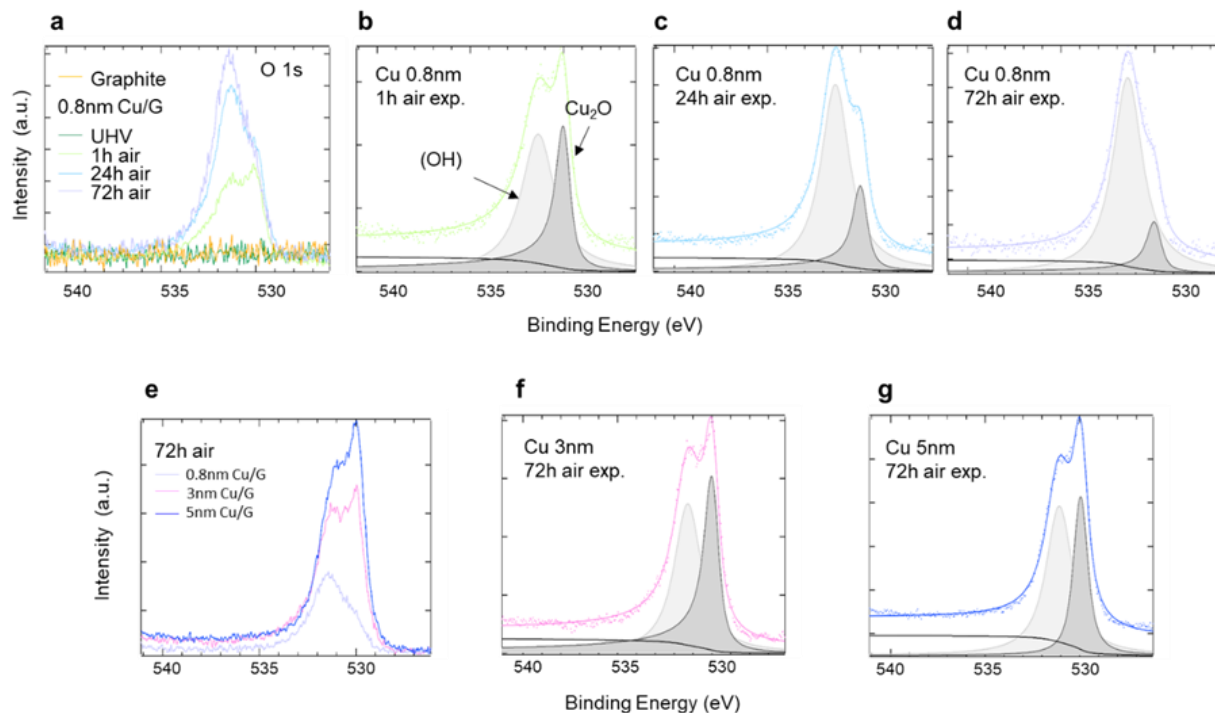 a
b
c
d
O 1s
Graphite
0.8nm Cu/G
UHV
1h air
24h air
72h air
Cu 0.8nm
1h air exp.
Cu₂O
(OH)
Cu 0.8nm
24h air exp.
Cu 0.8nm
72h air exp.
Intensity (a.u.)
540 535 530
540 535 530
540 535 530
540 535 530
Binding Energy (eV)
e
f
g
72h air
0.8nm Cu/G
3nm Cu/G
5nm Cu/G
Cu 3nm
72h air exp.
Cu 5nm
72h air exp.
Intensity (a.u.)
540 535 530
540 535 530
540 535 530
Binding Energy (eV)